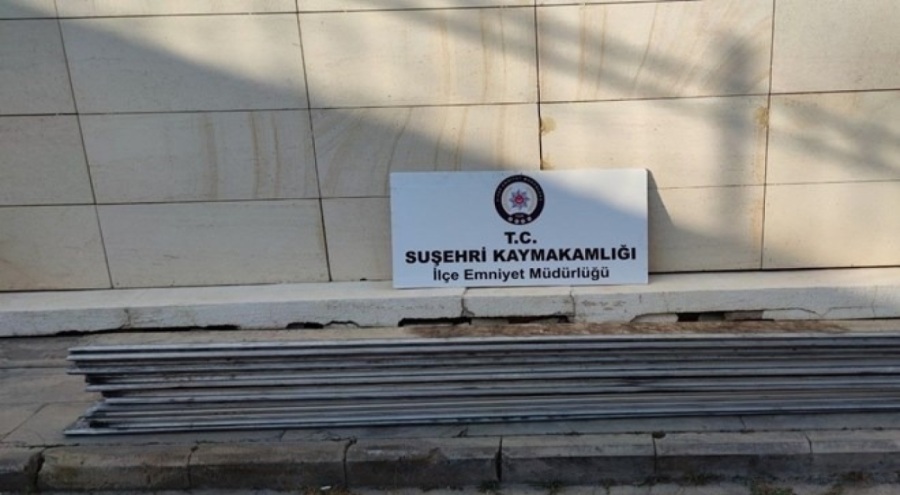 T.C.
SUŞEHRİ KAYMAKAMLIĞI
İlçe Emniyet Müdürlüğü